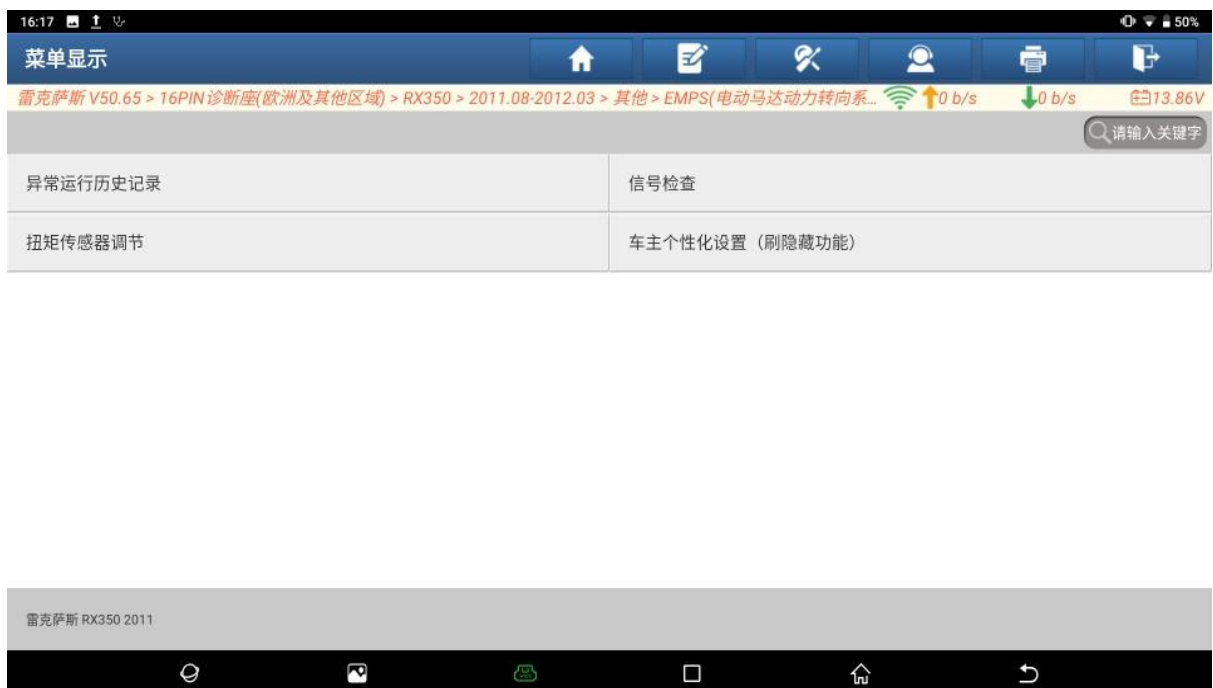 16:17 50%
菜单显示
雷克萨斯 V50.65 > 16PIN诊断座(欧洲及其他区域) > RX350 > 2011.08-2012.03 > 其他 > EMPS(电动马达动力转向系... 0 b/s 0 b/s 13.86V
请输入关键字
异常运行历史记录 信号检查
扭矩传感器调节 车主个性化设置（刷隐藏功能）
雷克萨斯 RX350 2011